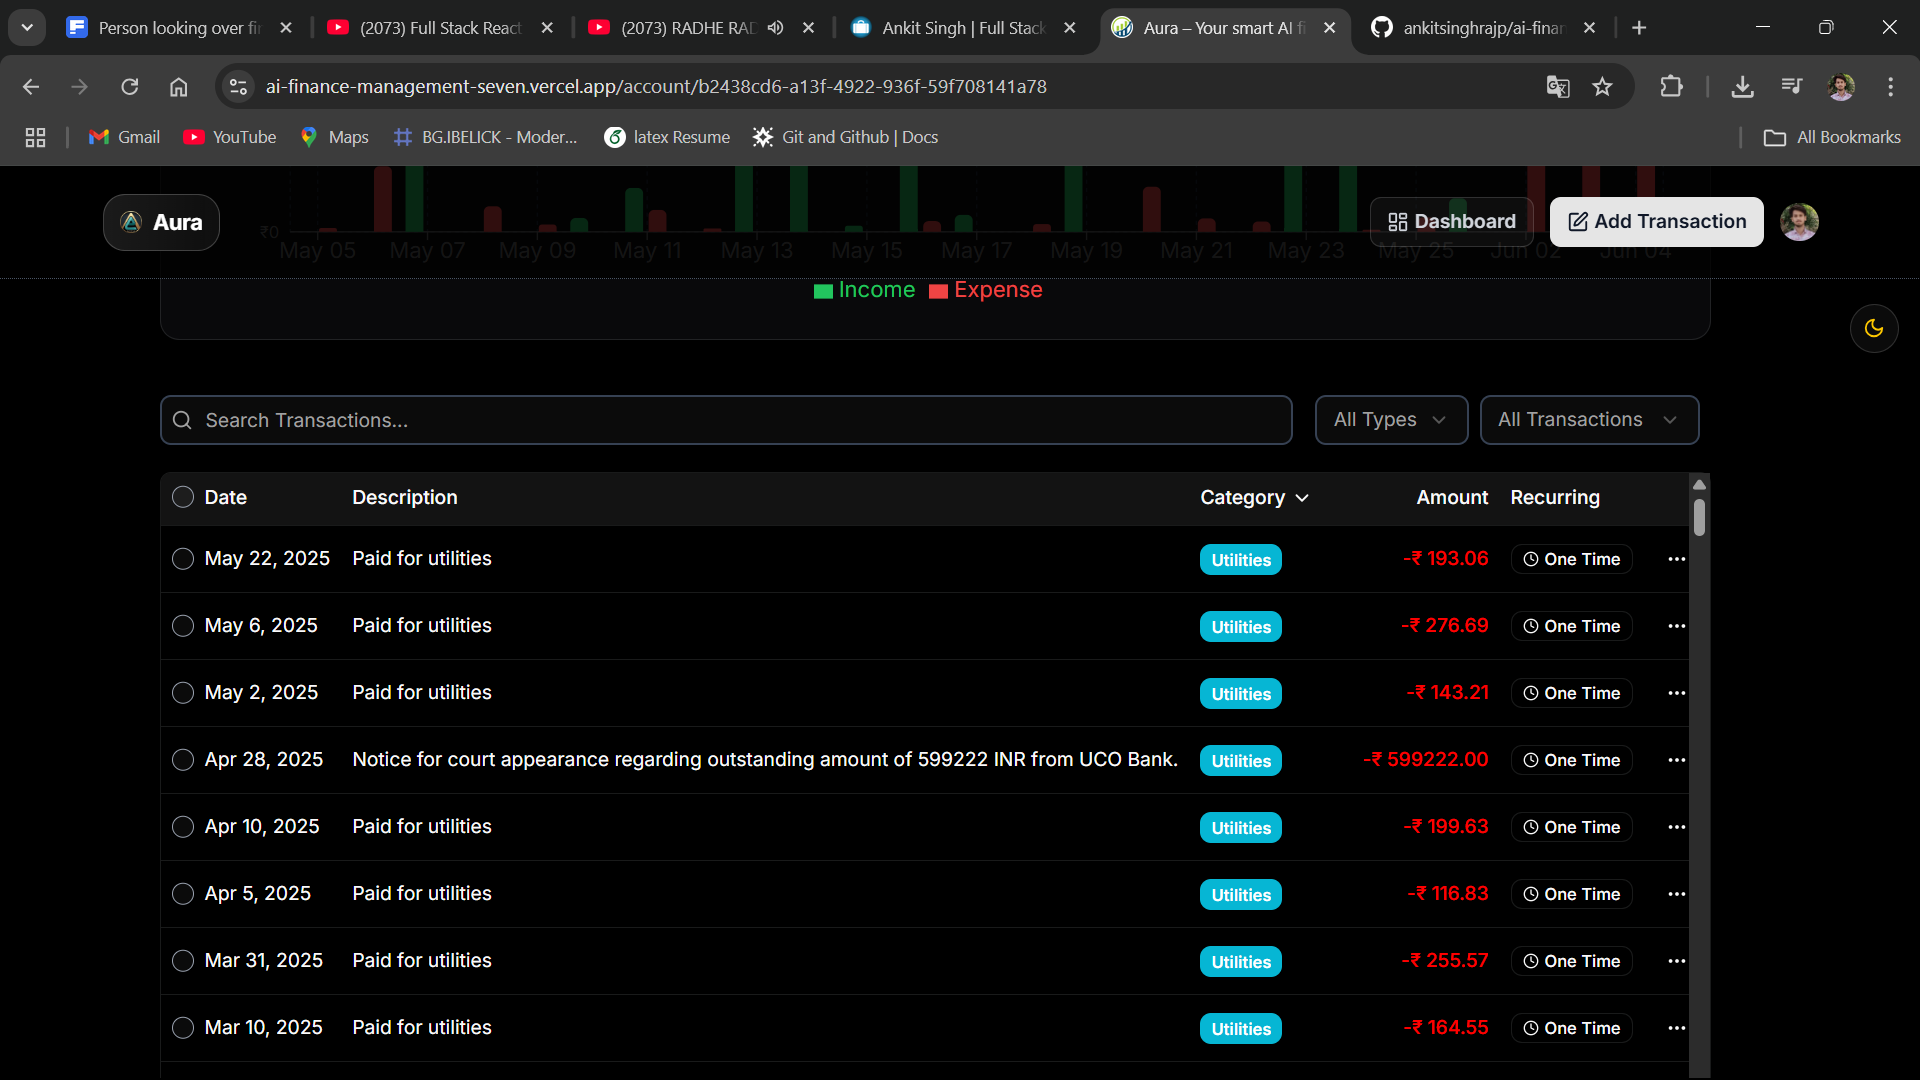 Person looking over fi
(2073) Full Stack React
(2073) RADHE RAD
Ankit Singh | Full Stack
Aura – Your smart AI fi
ankitsinghrajp/ai-finan
ai-finance-management-seven.vercel.app/account/b2438cd6-a13f-4922-936f-59f708141a78
Gmail
YouTube
Maps
BG.IBELICK - Moder...
latex Resume
Git and Github | Docs
All Bookmarks
Aura
Dashboard
Add Transaction
₹0
May 05 May 07 May 09 May 11 May 13 May 15 May 17 May 19 May 21 May 23 May 25 Jun 02 Jun 04
Income Expense
Search Transactions...
All Types
All Transactions
Date Description Category Amount Recurring
May 22, 2025 Paid for utilities Utilities -₹ 193.06 One Time
May 6, 2025 Paid for utilities Utilities -₹ 276.69 One Time
May 2, 2025 Paid for utilities Utilities -₹ 143.21 One Time
Apr 28, 2025 Notice for court appearance regarding outstanding amount of 599222 INR from UCO Bank. Utilities -₹ 599222.00 One Time
Apr 10, 2025 Paid for utilities Utilities -₹ 199.63 One Time
Apr 5, 2025 Paid for utilities Utilities -₹ 116.83 One Time
Mar 31, 2025 Paid for utilities Utilities -₹ 255.57 One Time
Mar 10, 2025 Paid for utilities Utilities -₹ 164.55 One Time